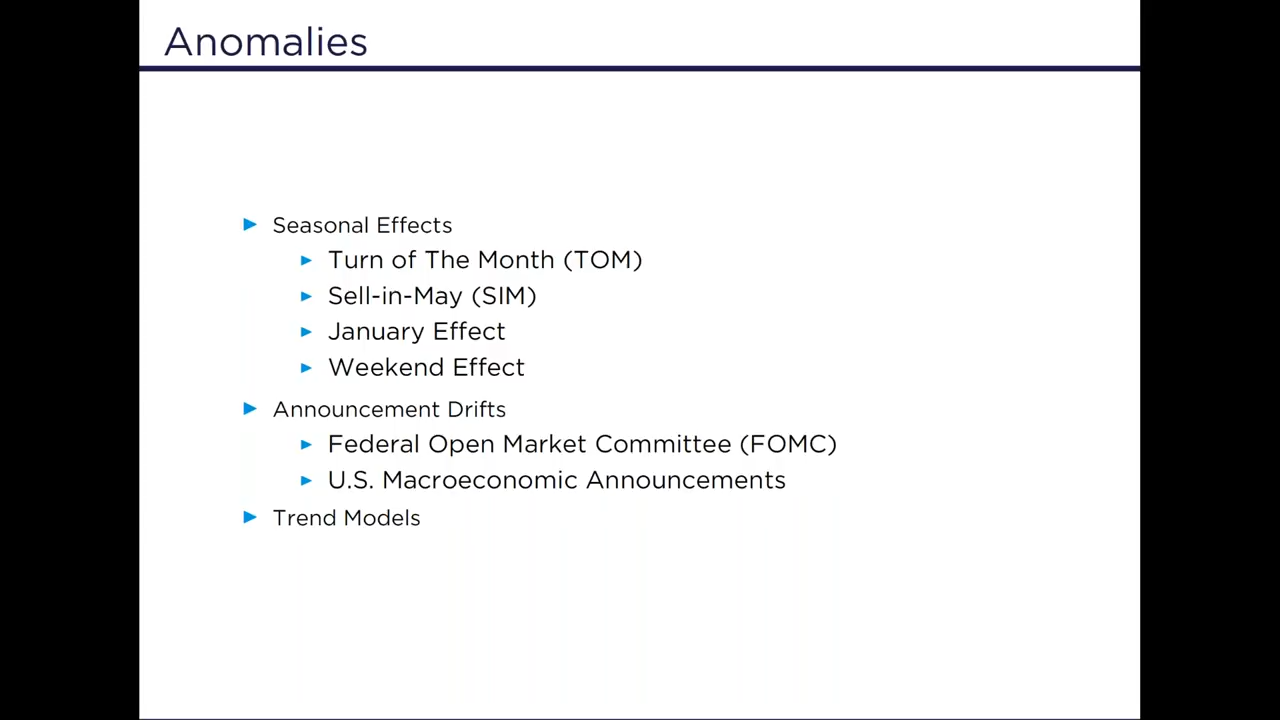 Anomalies
Seasonal Effects
Turn of The Month (TOM)
Sell-in-May (SIM)
January Effect
Weekend Effect
Announcement Drifts
Federal Open Market Committee (FOMC)
U.S. Macroeconomic Announcements
Trend Models